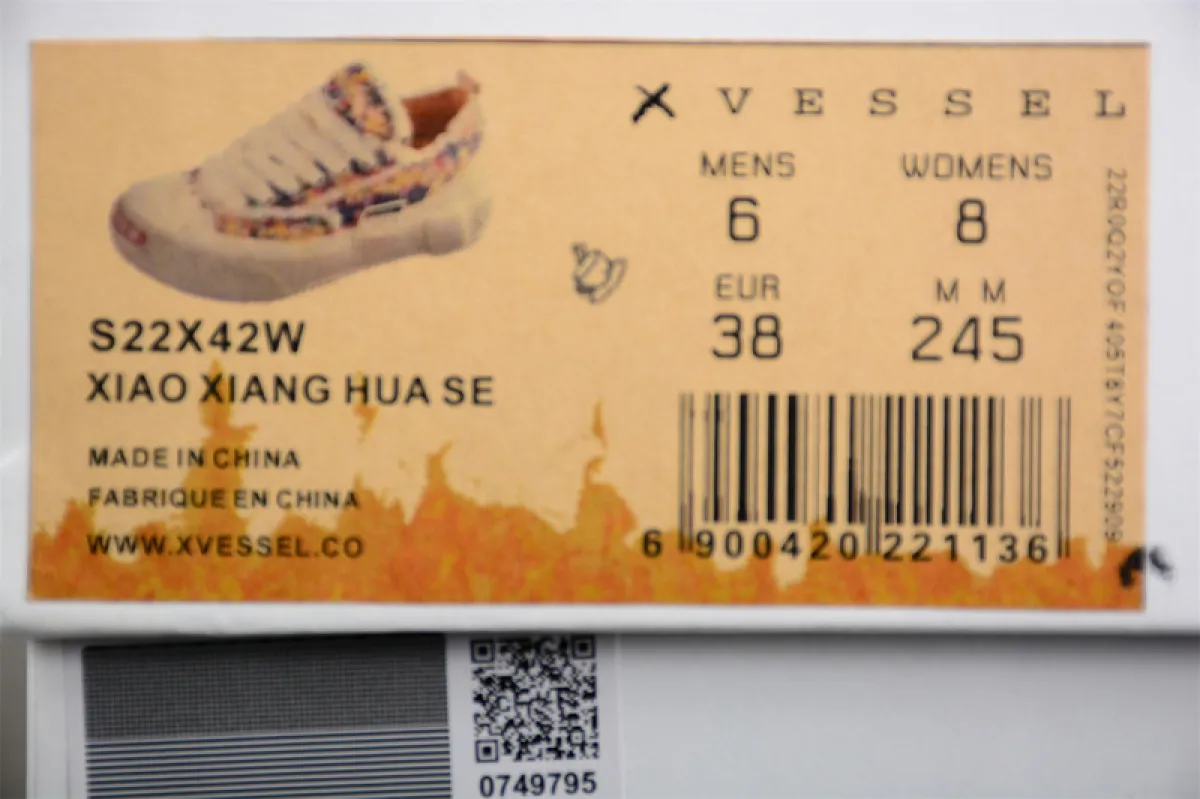 X VESSEL
MENS WOMENS
6 8
EUR M M
38 245
S22X42W
XIAO XIANG HUA SE
MADE IN CHINA
FABRIQUE EN CHINA
WWW.XVESSEL.CO
6 900420 221136
0749795